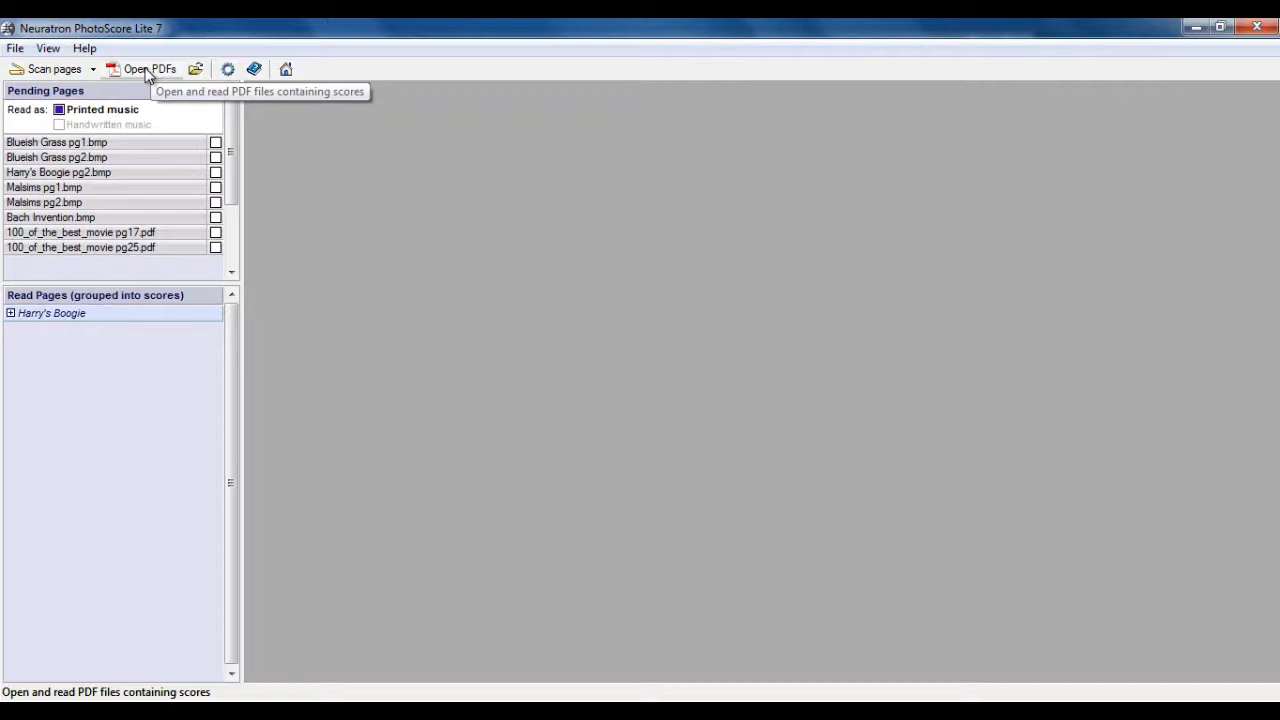 Neuratron PhotoScore Lite 7
File View Help
Scan pages Open PDFs
Open and read PDF files containing scores
Pending Pages
Read as: Printed music
Handwritten music
Blueish Grass pg1.bmp
Blueish Grass pg2.bmp
Harry's Boogie pg2.bmp
Malsims pg1.bmp
Malsims pg2.bmp
Bach Invention.bmp
100_of_the_best_movie pg17.pdf
100_of_the_best_movie pg25.pdf
Read Pages (grouped into scores)
Harry's Boogie
Open and read PDF files containing scores